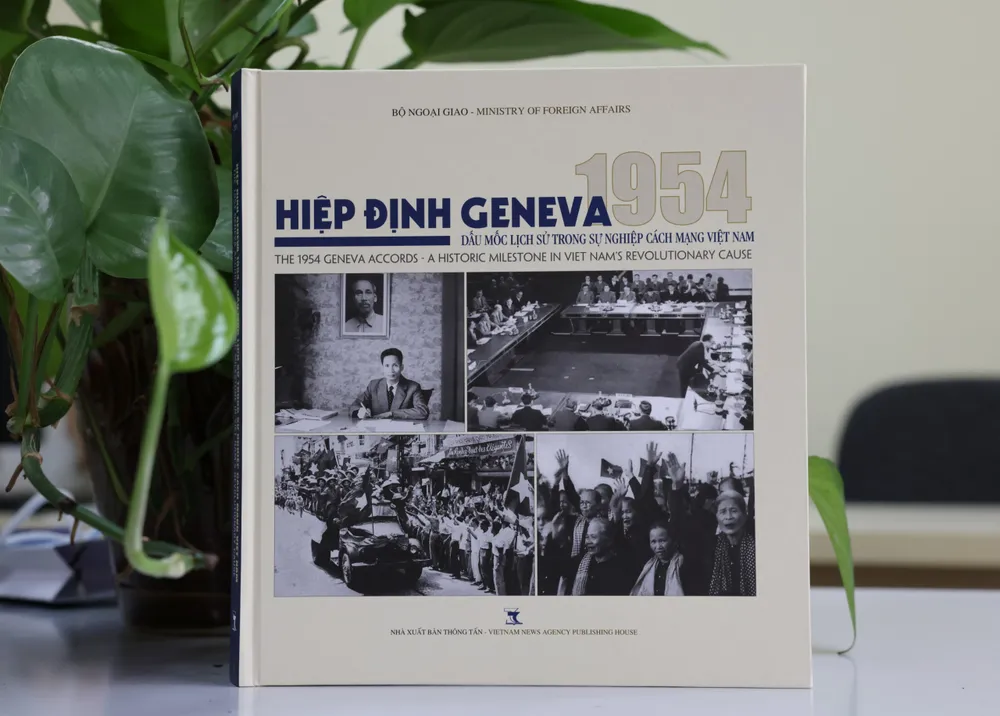 BỘ NGOẠI GIAO - MINISTRY OF FOREIGN AFFAIRS
1954
HIỆP ĐỊNH GENEVA
DẤU MỐC LỊCH SỬ TRONG SỰ NGHIỆP CÁCH MẠNG VIỆT NAM
THE 1954 GENEVA ACCORDS - A HISTORIC MILESTONE IN VIET NAM'S REVOLUTIONARY CAUSE
NHÀ XUẤT BẢN THÔNG TẤN - VIETNAM NEWS AGENCY PUBLISHING HOUSE